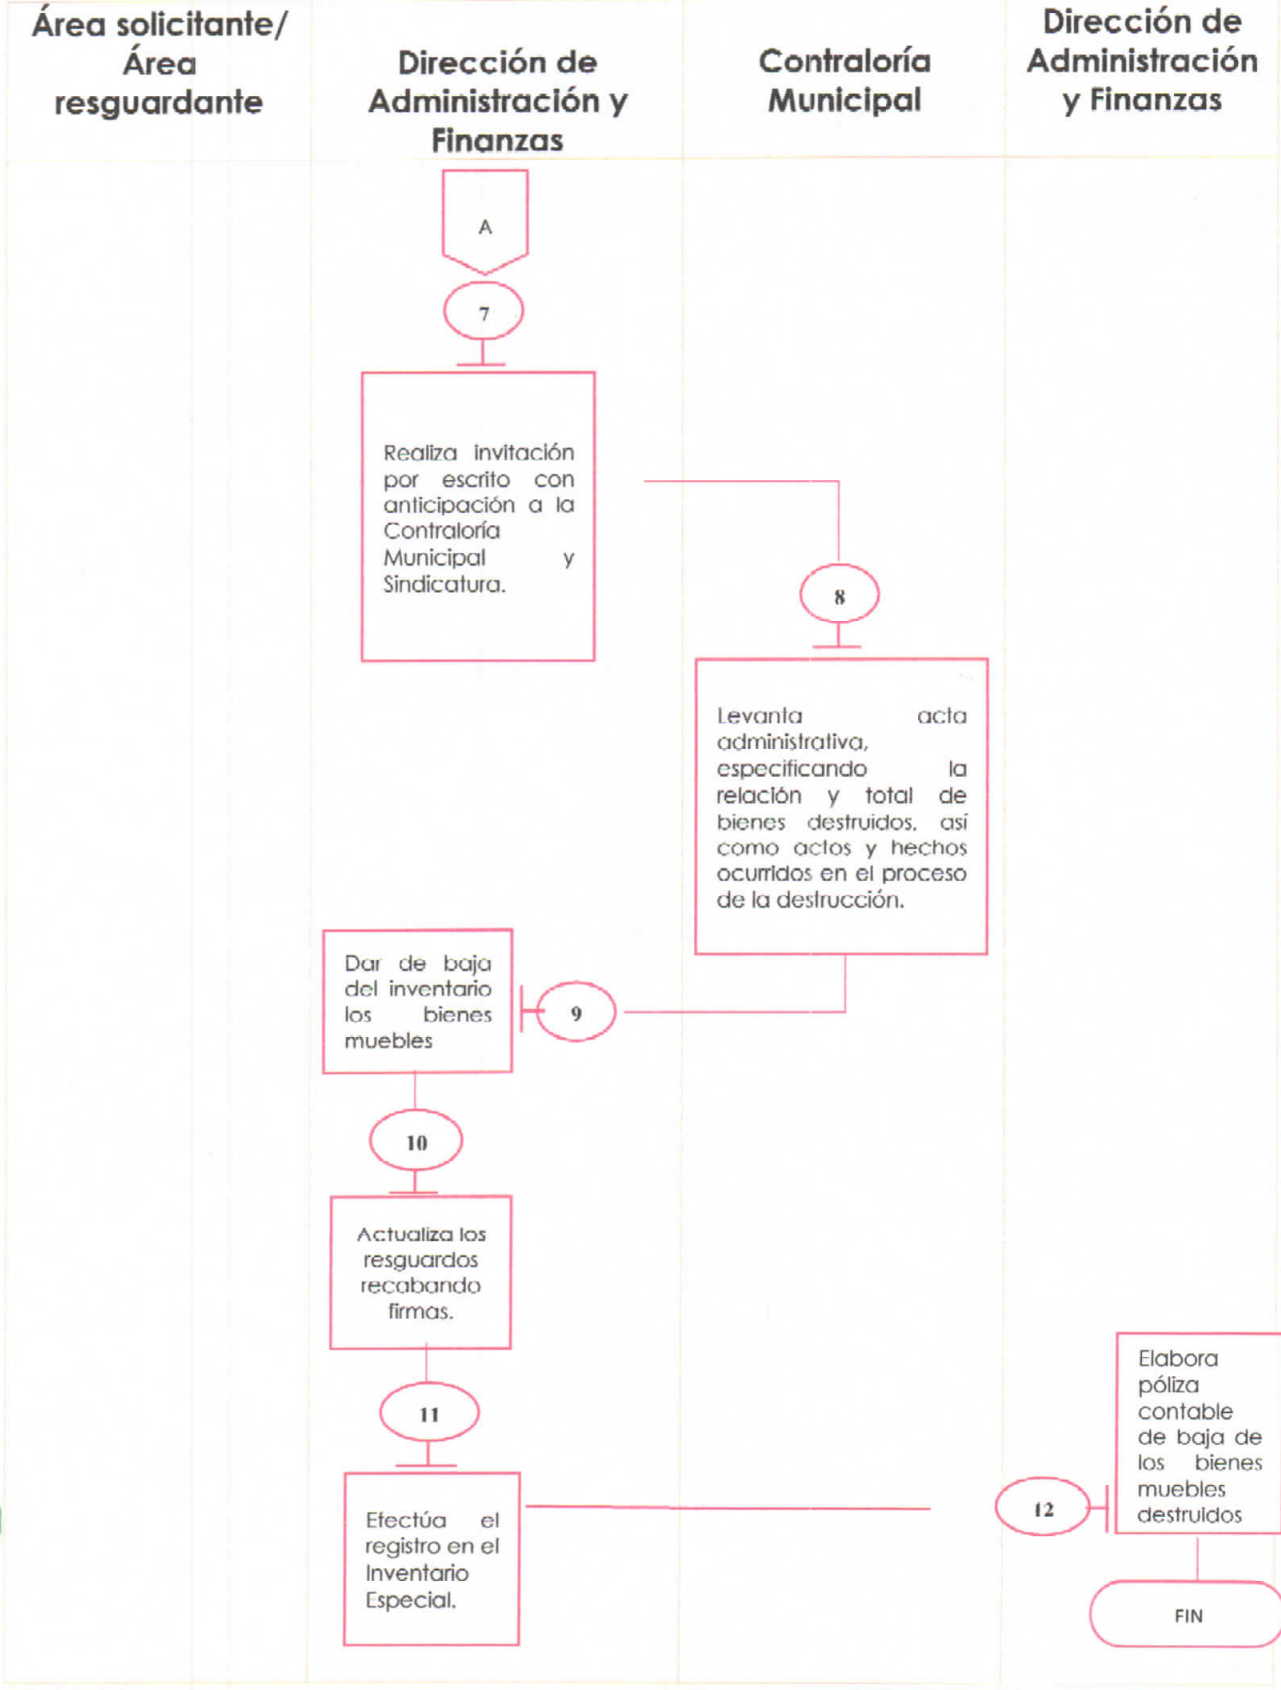 Área solicitante/
Área
resguardante
Dirección de
Administración y
Finanzas
Contraloría
Municipal
Dirección de
Administración
y Finanzas
A
7
Realiza invitación
por escrito con
anticipación a la
Contraloría
Municipal y
Sindicatura.
8
Levanta acta
administrativa,
especificando la
relación y total de
bienes destruidos, así
como actos y hechos
ocurridos en el proceso
de la destrucción.
Dar de baja
del inventario
los bienes
muebles
9
10
Actualiza los
resguardos
recabando
firmas.
11
Efectúa el
registro en el
Inventario
Especial.
12
Elabora
póliza
contable
de baja de
los bienes
muebles
destruidos
FIN